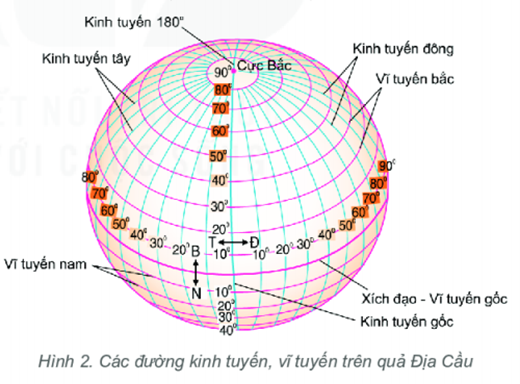 Kinh tuyến 180°
Kinh tuyến tây
Cực Bắc
Kinh tuyến đông
Vĩ tuyến bắc
90°
80°
70°
60°
50°
40°
30°
20°
10°
80°
70°
60°
50°
40°
30°
20°
10°
20°
30°
40°
50°
60°
70°
80°
90°
T Đ
B
N
10°
20°
30°
40°
Vĩ tuyến nam
Xích đạo - Vĩ tuyến gốc
Kinh tuyến gốc
Hình 2. Các đường kinh tuyến, vĩ tuyến trên quả Địa Cầu